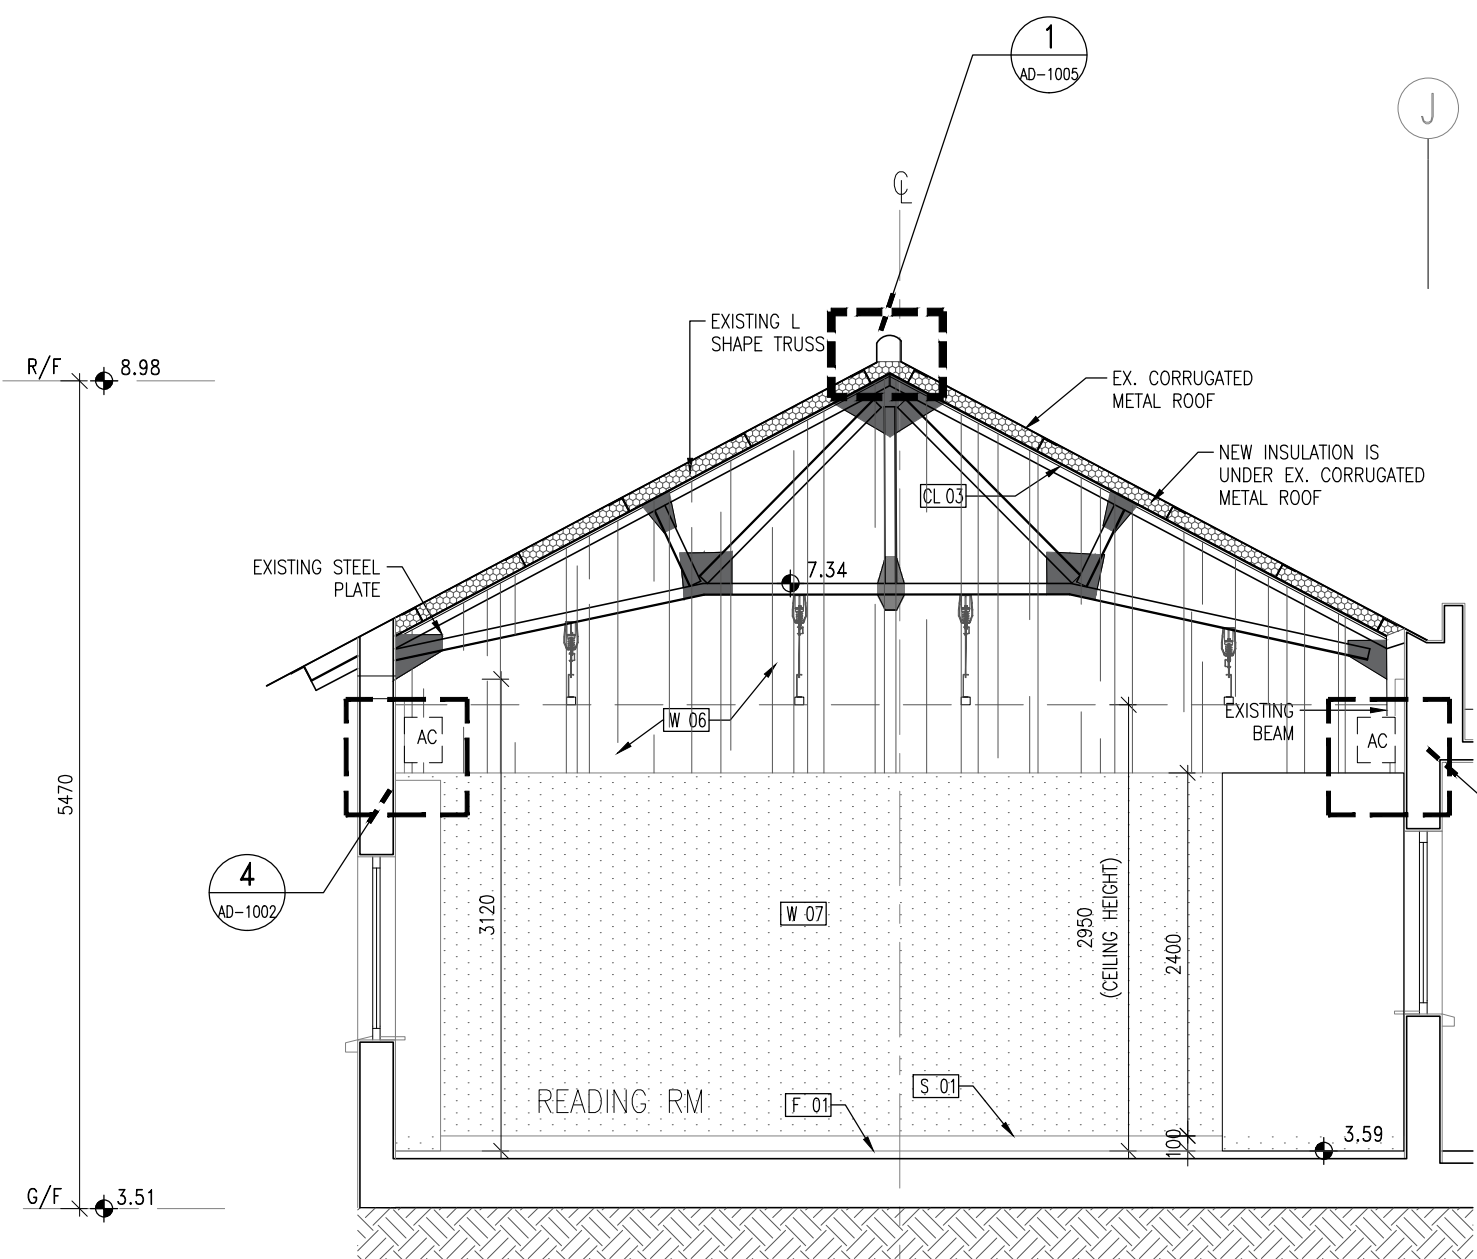 1
AD-1005
J
℄
EXISTING L
SHAPE TRUSS
R/F
8.98
EX. CORRUGATED
METAL ROOF
NEW INSULATION IS
UNDER EX. CORRUGATED
METAL ROOF
CL 03
EXISTING STEEL
PLATE
7.34
W 06
EXISTING
BEAM
AC
AC
5470
4
AD-1002
3120
W 07
2950
(CEILING HEIGHT)
2400
READING RM
F 01
S 01
100
3.59
G/F
3.51